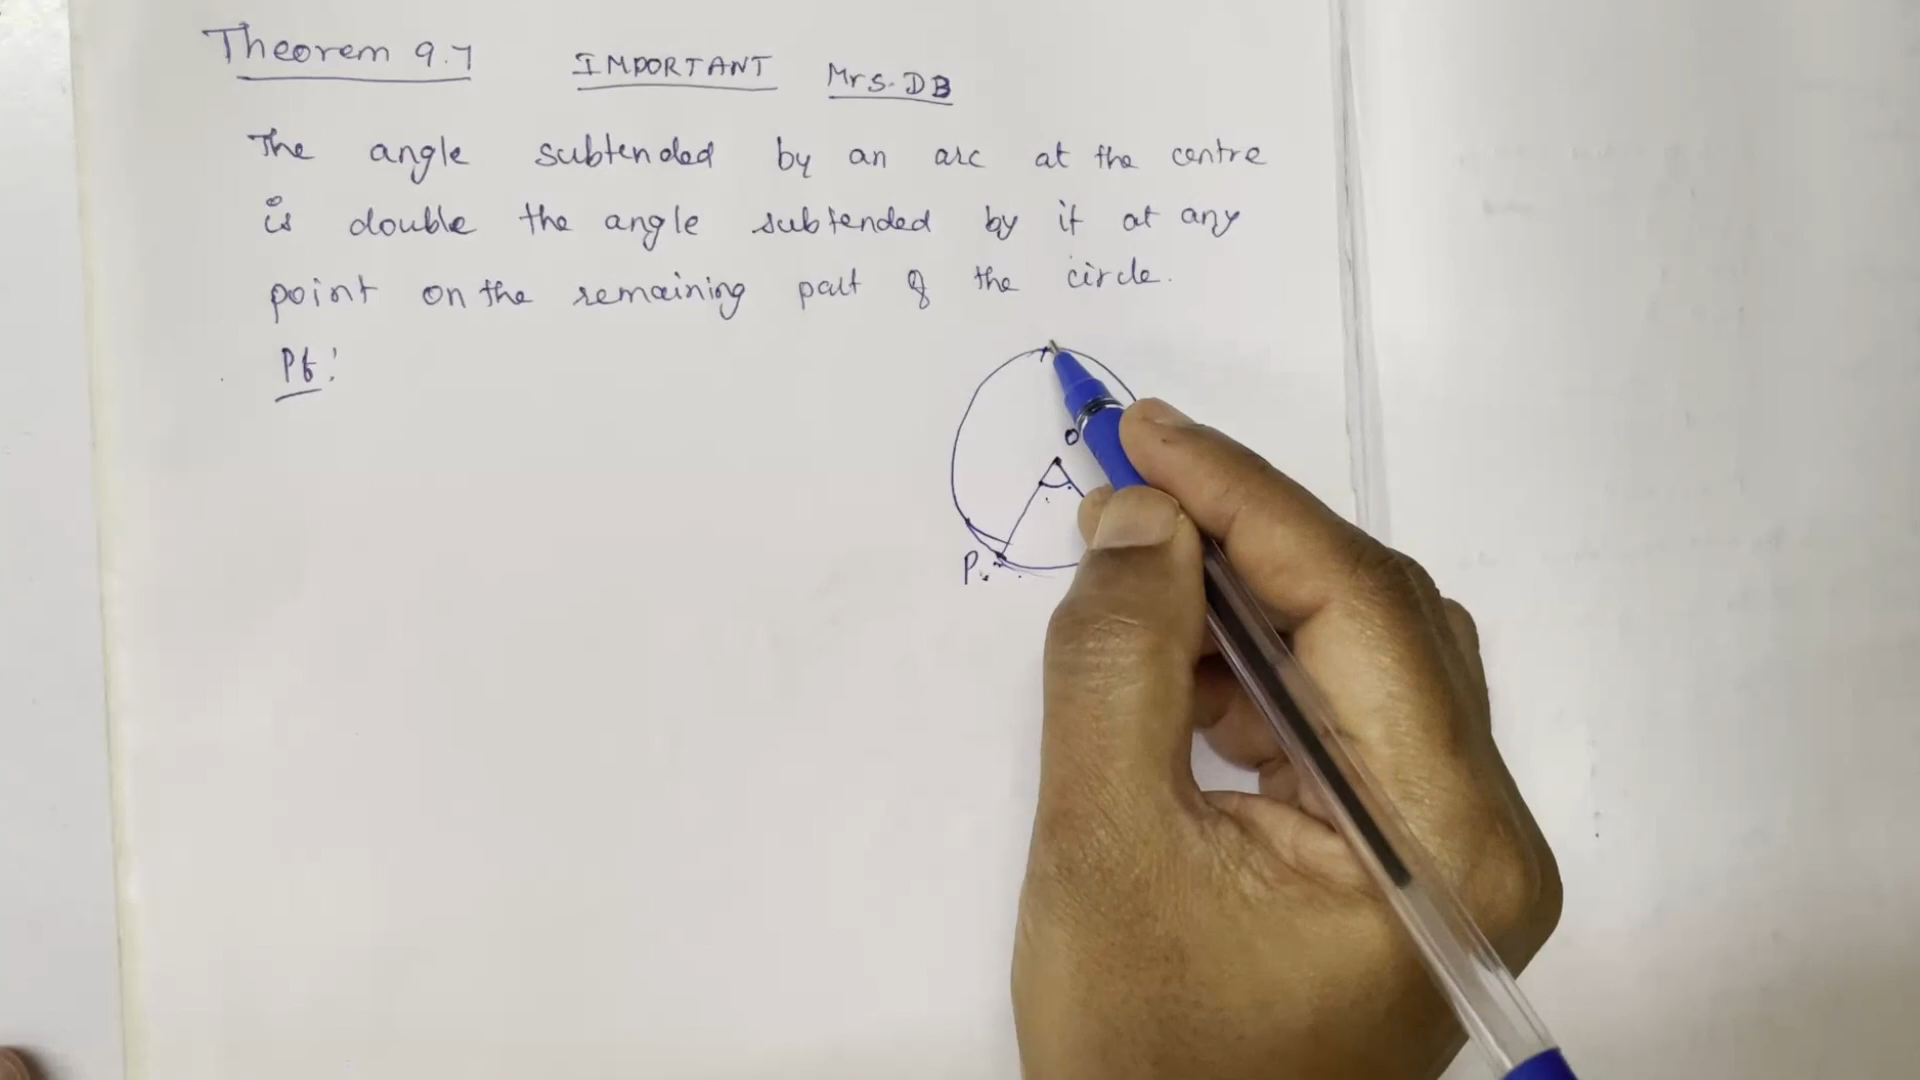 Theorem 9.7 IMPORTANT Mrs. DB
The angle subtended by an arc at the centre
is double the angle subtended by it at any
point on the remaining part of the circle.
Pf:
O
P